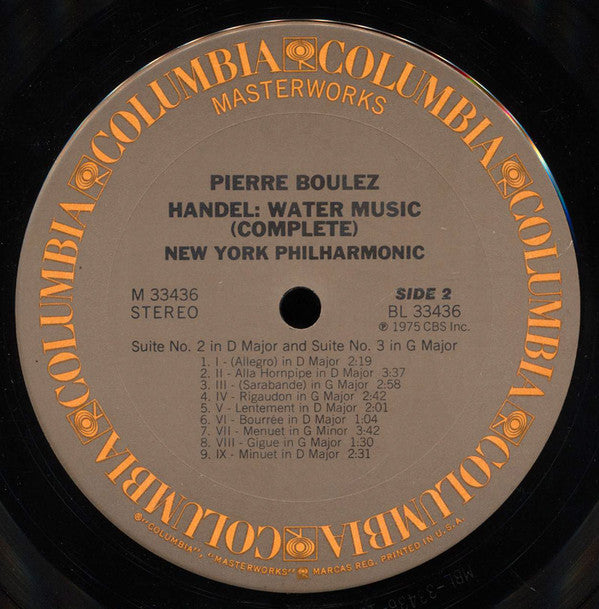 COLUMBIA COLUMBIA COLUMBIA COLUMBIA COLUMBIA COLUMBIA COLUMBIA COLUMBIA
MASTERWORKS
PIERRE BOULEZ
HANDEL: WATER MUSIC
(COMPLETE)
NEW YORK PHILHARMONIC
M 33436
STEREO
SIDE 2
BL 33436
℗ 1975 CBS Inc.
Suite No. 2 in D Major and Suite No. 3 in G Major
1. I - (Allegro) in D Major 2:19
2. II - Alla Hornpipe in D Major 3:37
3. III - (Sarabande) in G Major 2:58
4. IV - Rigaudon in G Major 2:42
5. V - Lentement in D Major 2:01
6. VI - Bourrée in D Major 1:04
7. VII - Menuet in G Minor 3:42
8. VIII - Gigue in G Major 1:30
9. IX - Minuet in D Major 2:31
®"COLUMBIA", "MASTERWORKS" MARCAS REG. PRINTED IN U.S.A.